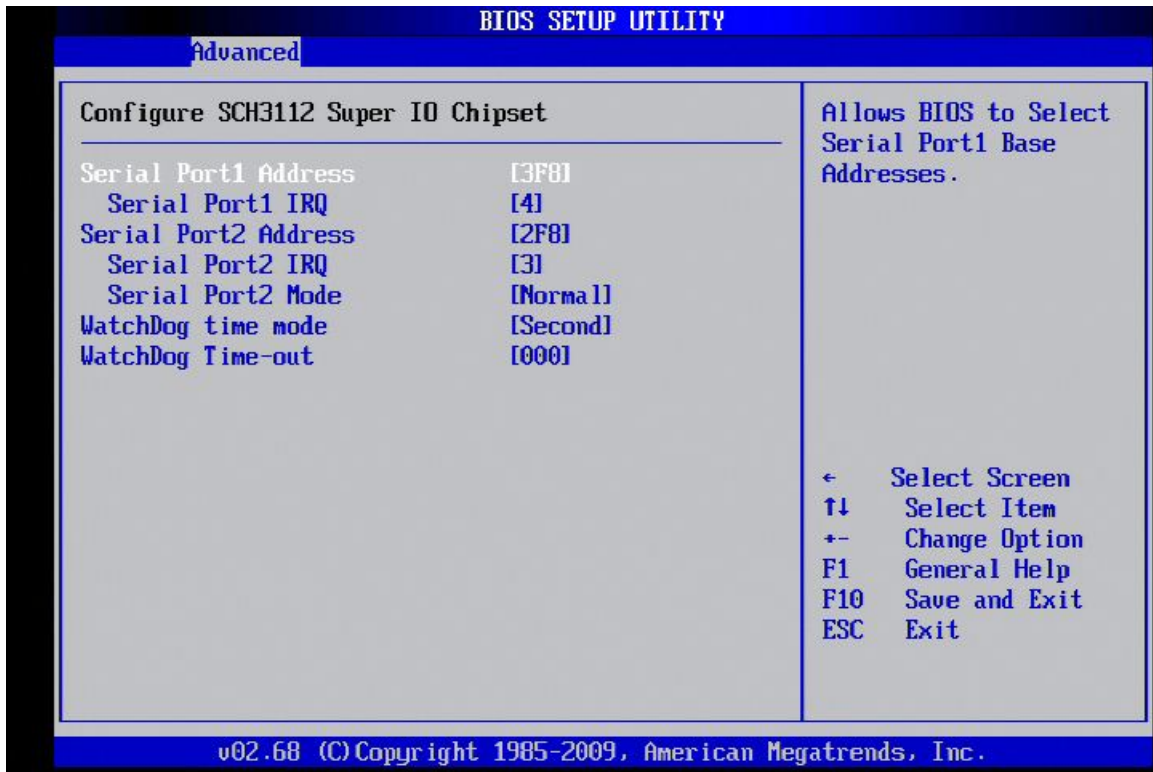 BIOS SETUP UTILITY
Advanced
Configure SCH3112 Super IO Chipset
Serial Port1 Address [3F8]
Serial Port1 IRQ [4]
Serial Port2 Address [2F8]
Serial Port2 IRQ [3]
Serial Port2 Mode [Normal]
WatchDog time mode [Second]
WatchDog Time-out [000]
Allows BIOS to Select
Serial Port1 Base
Addresses.
← Select Screen
↑↓ Select Item
+- Change Option
F1 General Help
F10 Save and Exit
ESC Exit
v02.68 (C)Copyright 1985-2009, American Megatrends, Inc.